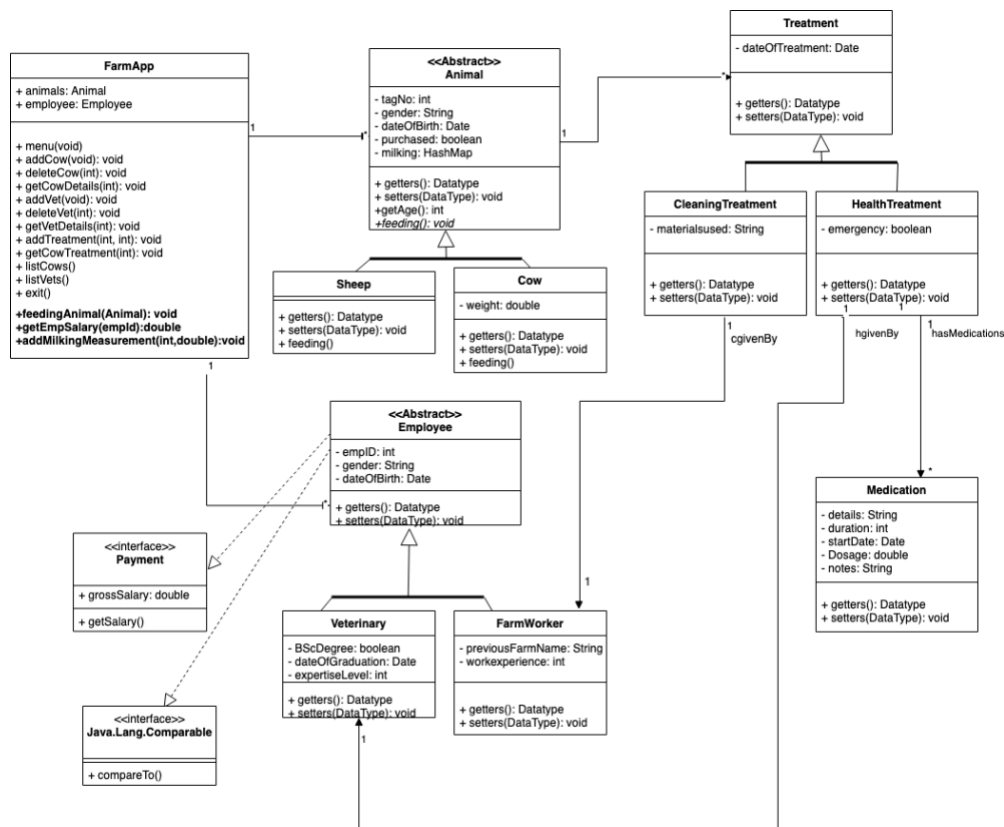 FarmApp
+ animals: Animal
+ employee: Employee
+ menu(void)
+ addCow(void): void
+ deleteCow(int): void
+ getCowDetails(int): void
+ addVet(void): void
+ deleteVet(int): void
+ getVetDetails(int): void
+ addTreatment(int, int): void
+ getCowTreatment(int): void
+ listCows()
+ listVets()
+ exit()
+feedingAnimal(Animal): void
+getEmpSalary(empId):double
+addMilkingMeasurement(int,double):void
1
*
1
<<Abstract>>
Animal
- tagNo: int
- gender: String
- dateOfBirth: Date
- purchased: boolean
- milking: HashMap
+ getters(): Datatype
+ setters(DataType): void
+getAge(): int
+feeding(): void
1
*
Treatment
- dateOfTreatment: Date
+ getters(): Datatype
+ setters(DataType): void
Sheep
+ getters(): Datatype
+ setters(DataType): void
+ feeding()
Cow
- weight: double
+ getters(): Datatype
+ setters(DataType): void
+ feeding()
CleaningTreatment
- materialsused: String
+ getters(): Datatype
+ setters(DataType): void
1
cgivenBy
HealthTreatment
- emergency: boolean
+ getters(): Datatype
+ setters(DataType): void
1
1
1
hgivenBy
hasMedications
*
<<Abstract>>
Employee
- empID: int
- gender: String
- dateOfBirth: Date
+ getters(): Datatype
+ setters(DataType): void
*
Medication
- details: String
- duration: int
- startDate: Date
- Dosage: double
- notes: String
+ getters(): Datatype
+ setters(DataType): void
<<interface>>
Payment
+ grossSalary: double
+ getSalary()
1
Veterinary
- BScDegree: boolean
- dateOfGraduation: Date
- expertiseLevel: int
+ getters(): Datatype
+ setters(DataType): void
1
FarmWorker
- previousFarmName: String
- workexperience: int
+ getters(): Datatype
+ setters(DataType): void
<<interface>>
Java.Lang.Comparable
+ compareTo()